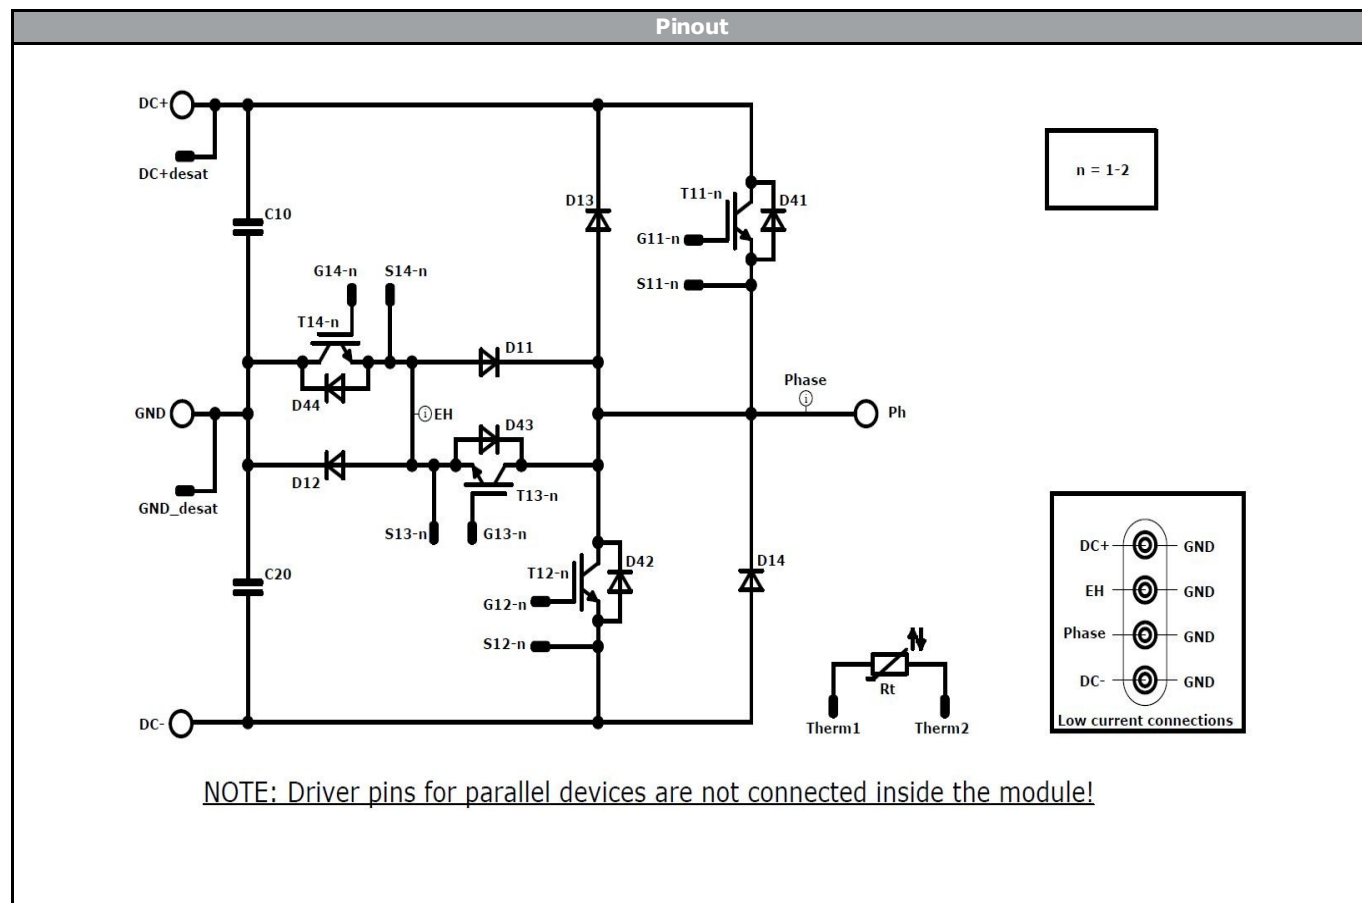 Pinout
DC+
DC+desat
C10
D13
T11-n
D41
G11-n
S11-n
n = 1-2
G14-n
S14-n
T14-n
D11
D44
Phase
i
GND
i EH
Ph
D43
D12
T13-n
GND_desat
S13-n
G13-n
C20
T12-n
D42
D14
G12-n
S12-n
DC-
Rt
Therm1
Therm2
DC+ GND
EH GND
Phase GND
DC- GND
Low current connections
NOTE: Driver pins for parallel devices are not connected inside the module!